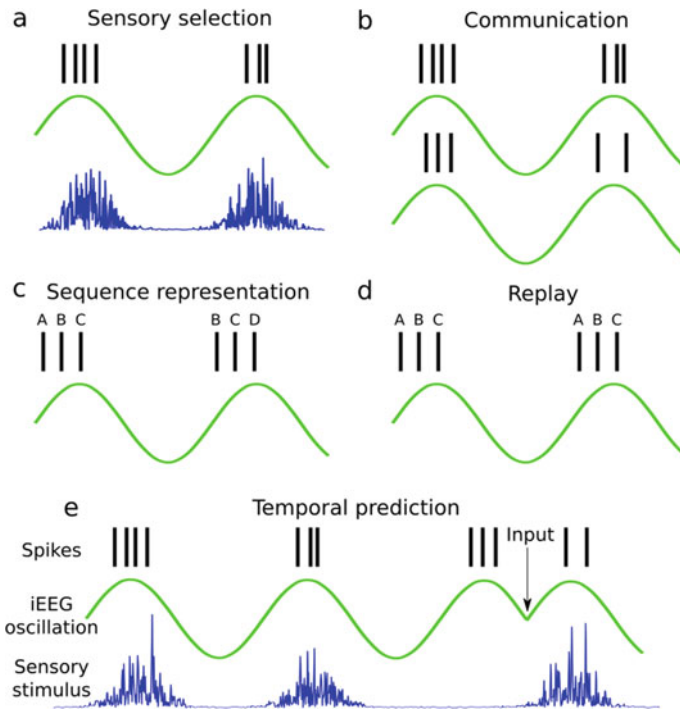 a Sensory selection
b Communication
c Sequence representation
A B C B C D
d Replay
A B C A B C
e Temporal prediction
Spikes
Input
iEEG
oscillation
Sensory
stimulus